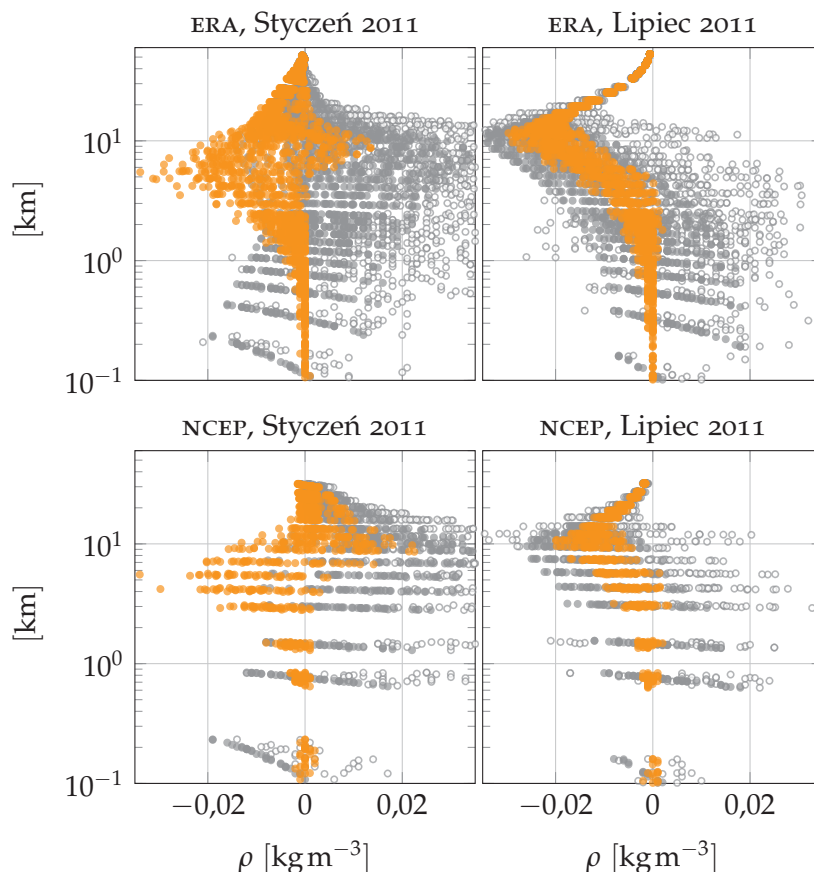 ERA, Styczeń 2011
ERA, Lipiec 2011
10¹
10⁰
10⁻¹
[km]
NCEP, Styczeń 2011
NCEP, Lipiec 2011
10¹
10⁰
10⁻¹
[km]
−0,02 0 0,02
−0,02 0 0,02
ρ [kg m⁻³]
ρ [kg m⁻³]